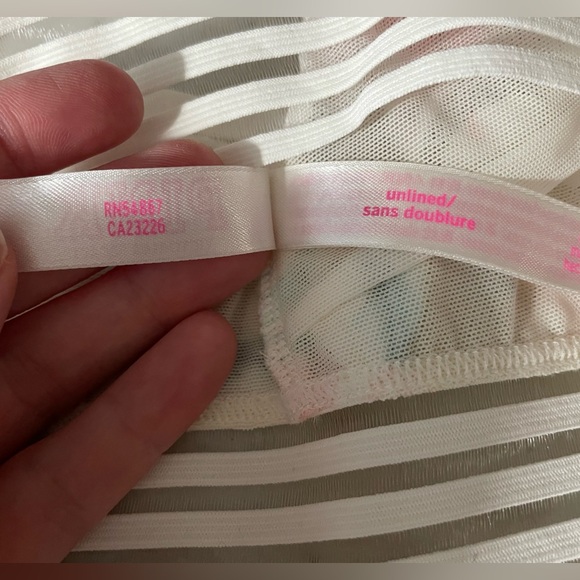 RN54867
CA23226
unlined/
sans doublure